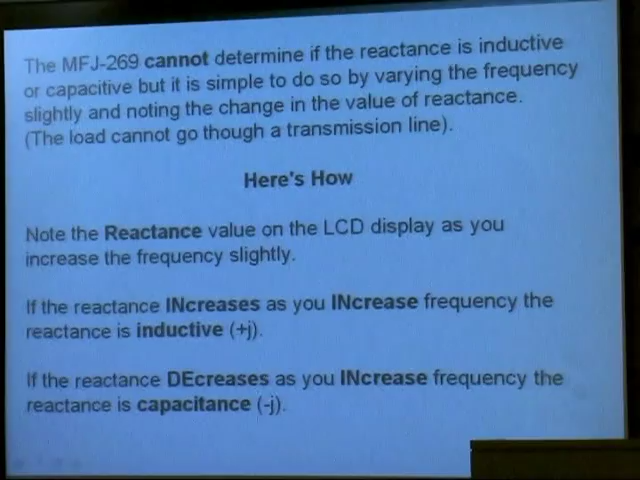 The MFJ-269 cannot determine if the reactance is inductive
or capacitive but it is simple to do so by varying the frequency
slightly and noting the change in the value of reactance.
(The load cannot go though a transmission line).
Here's How
Note the Reactance value on the LCD display as you
increase the frequency slightly.
If the reactance INcreases as you INcrease frequency the
reactance is inductive (+j).
If the reactance DEcreases as you INcrease frequency the
reactance is capacitance (-j).